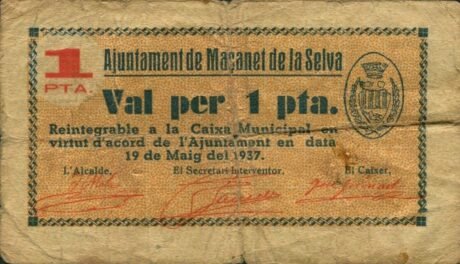 1
PTA.
Ajuntament de Maçanet de la Selva
Val per 1 pta.
Reintegrable a la Caixa Municipal en
virtut d'acord de l'Ajuntament en data
19 de Maig del 1937.
L'Alcalde, El Secretari Interventor. El Caixer,